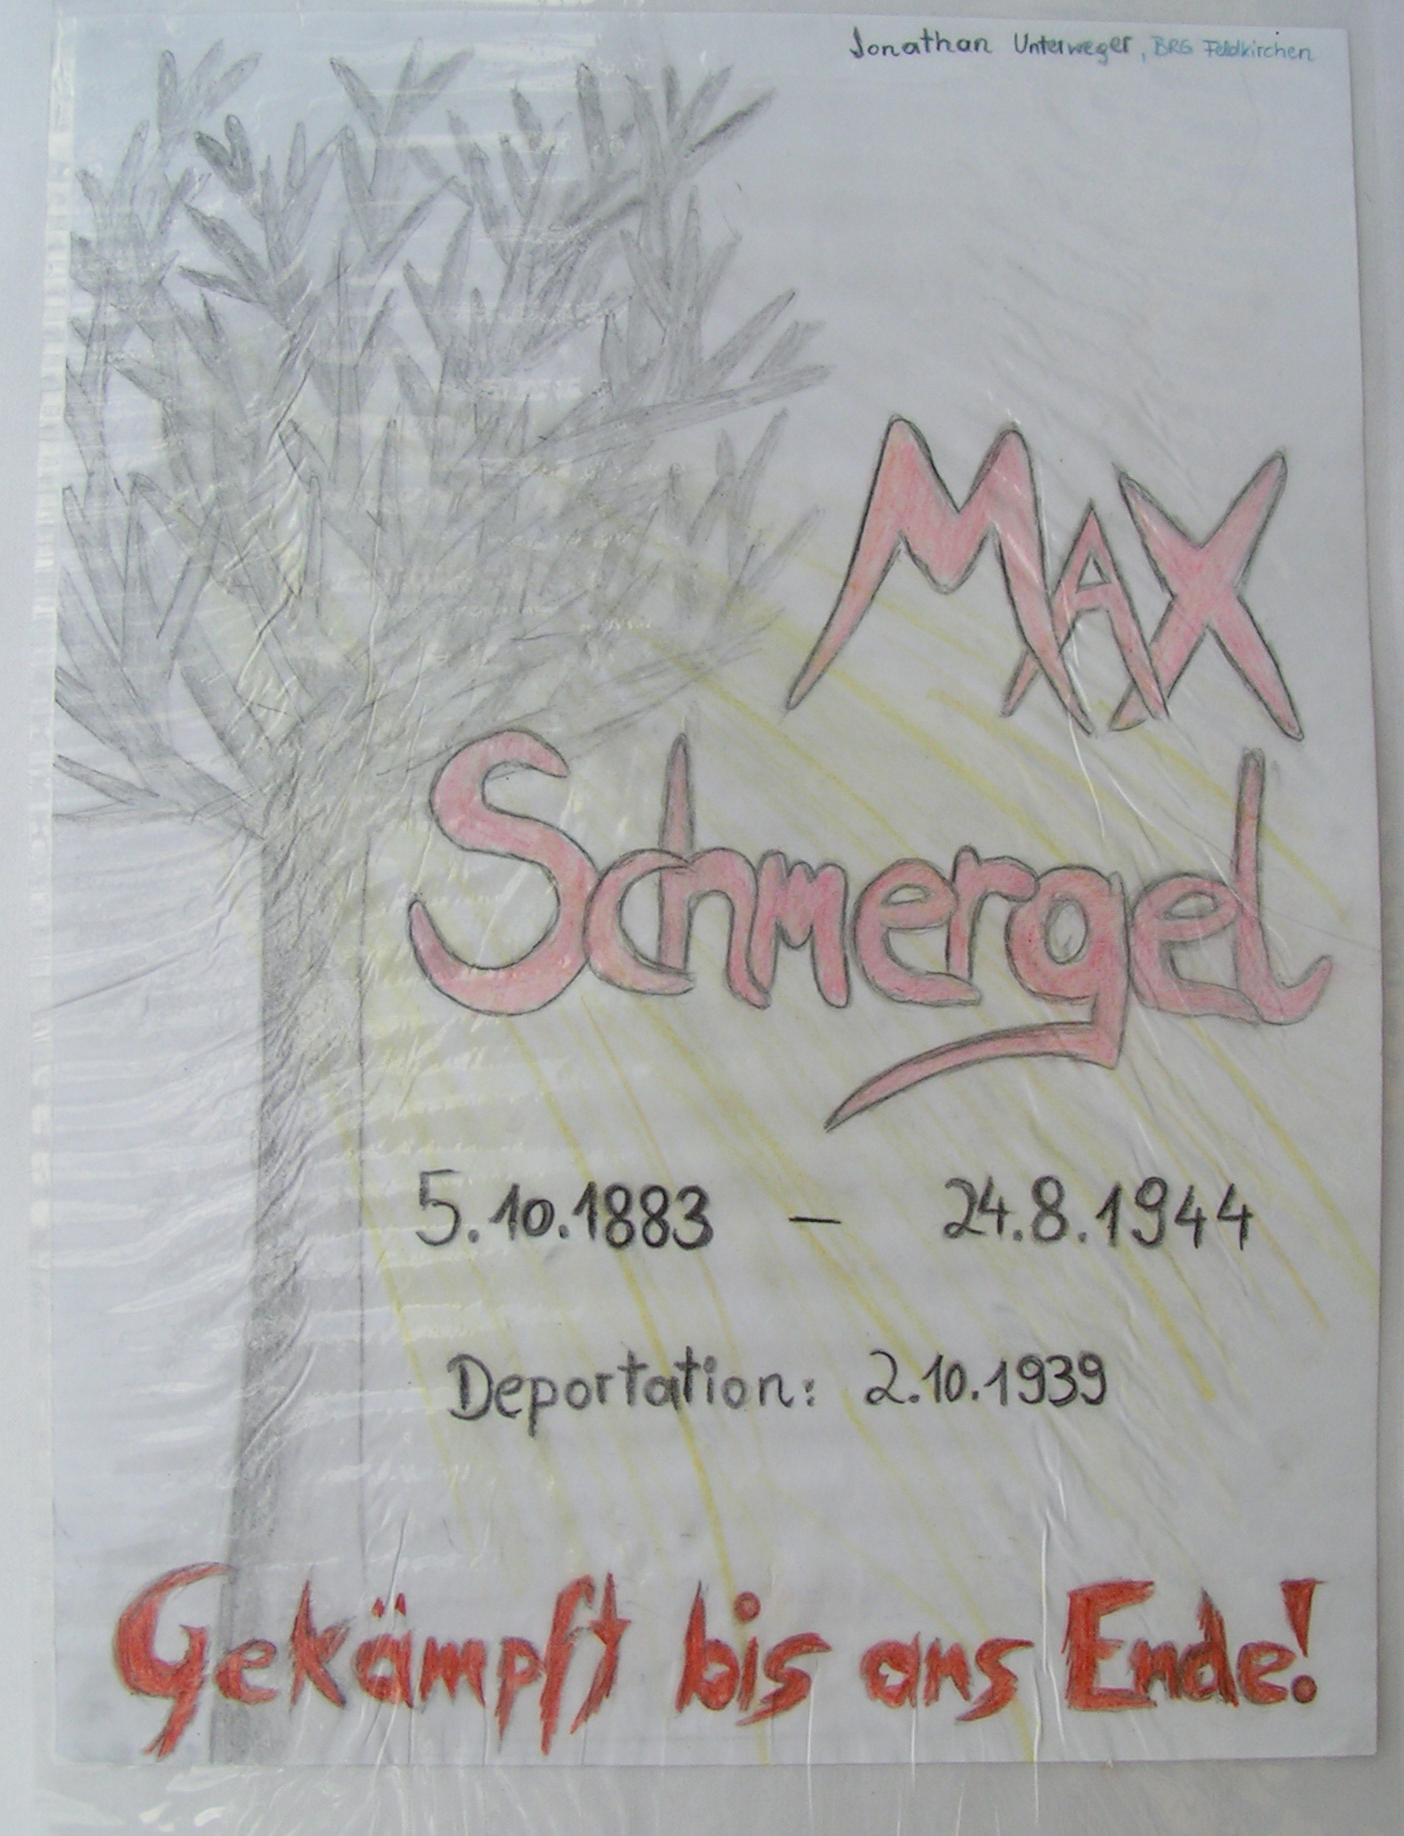 Jonathan Unterweger, BRG Feldkirchen
MAX
Schmergel
5.10.1883 – 24.8.1944
Deportation: 2.10.1939
Gekämpft bis ans Ende!